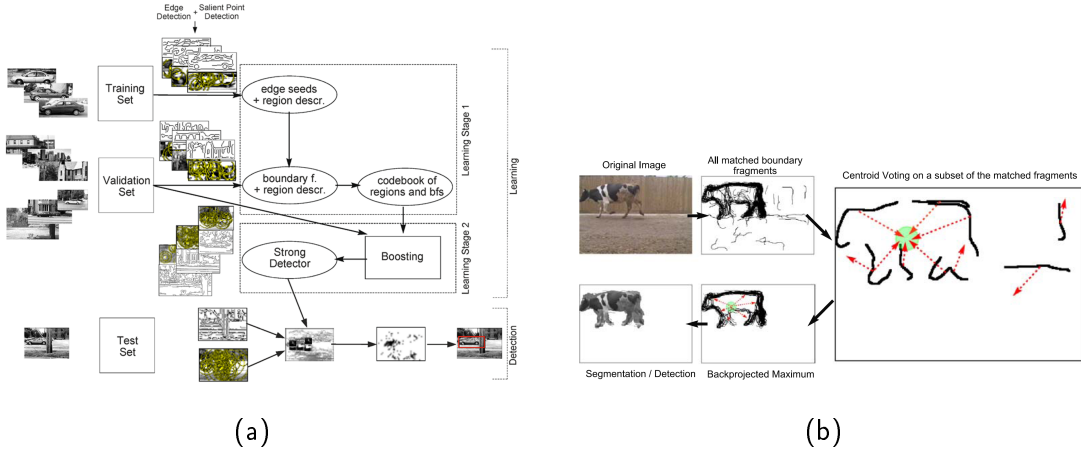 Edge
Detection
+
Salient Point
Detection
Training
Set
edge seeds
+ region descr.
Learning Stage 1
Learning
Validation
Set
boundary f.
+ region descr.
codebook of
regions and bfs
Strong
Detector
Boosting
Learning Stage 2
Test
Set
Detection
(a)
Original Image
All matched boundary
fragments
Centroid Voting on a subset of the matched fragments
Segmentation / Detection
Backprojected Maximum
(b)